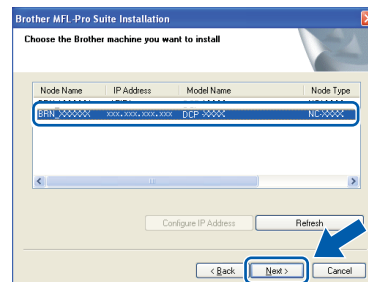 Brother MFL-Pro Suite Installation
Choose the Brother machine you want to install
Node Name IP Address Model Name Node Type
BRN_XXXXXX xxx.xxx.xxx.xxx DCP-XXXX NC-XXXX
Configure IP Address Refresh
< Back Next > Cancel